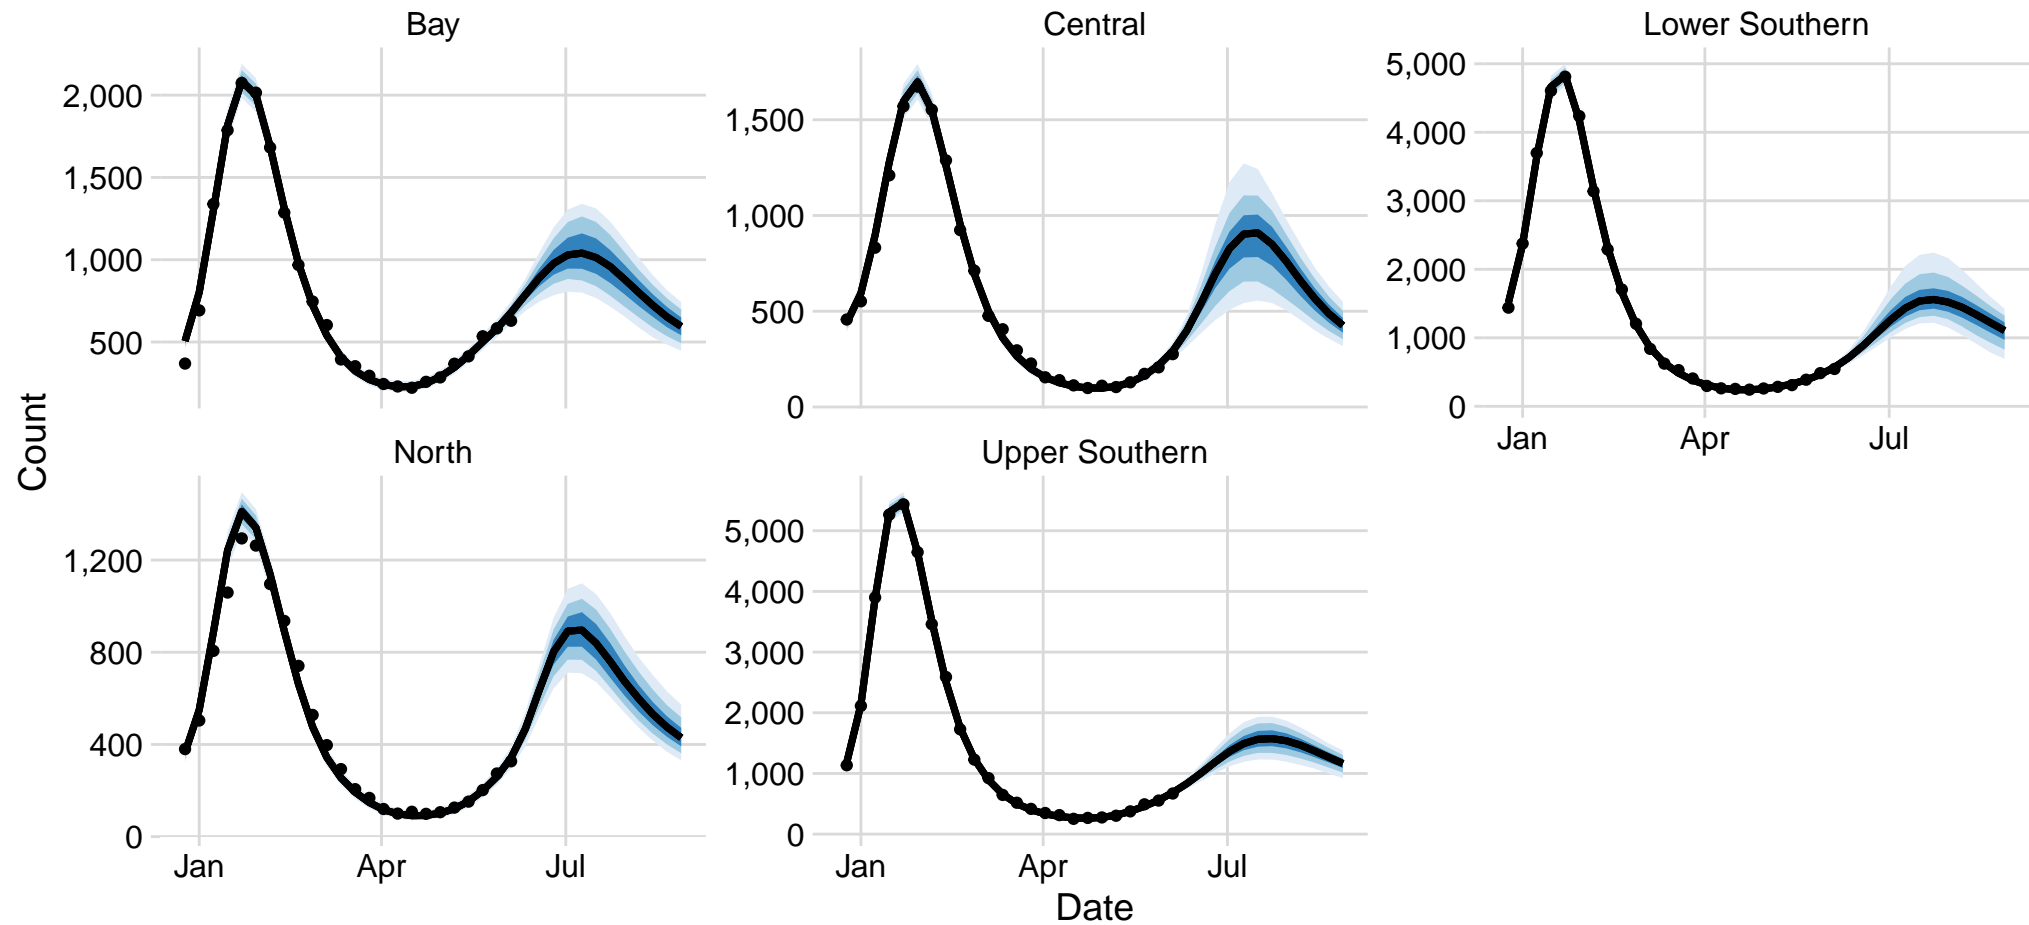 Bay
Central
Lower Southern
2,000
1,500
1,000
500
1,500
1,000
500
0
5,000
4,000
3,000
2,000
1,000
0
Jan Apr Jul
Count
North
Upper Southern
1,200
800
400
0
Jan Apr Jul
5,000
4,000
3,000
2,000
1,000
0
Jan Apr Jul
Date